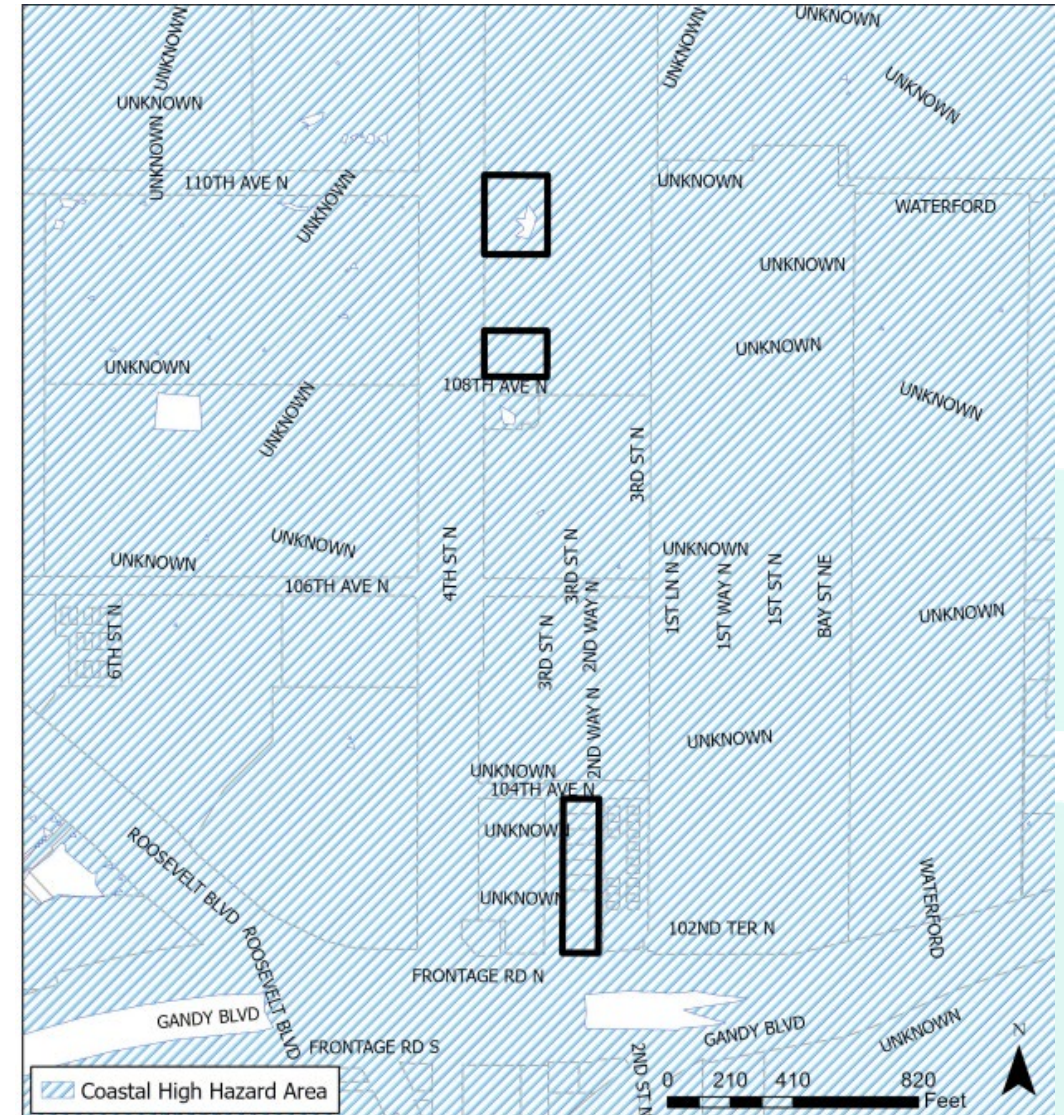 UNKNOWN
UNKNOWN
UNKNOWN
UNKNOWN
UNKNOWN
UNKNOWN
110TH AVE N
UNKNOWN
UNKNOWN
WATERFORD
UNKNOWN
UNKNOWN
UNKNOWN
108TH AVE N
UNKNOWN
UNKNOWN
3RD ST N
UNKNOWN
UNKNOWN
UNKNOWN
106TH AVE N
4TH ST N
3RD ST N
2ND WAY N
3RD ST N
1ST LN N
1ST WAY N
1ST ST N
BAY ST NE
6TH ST N
UNKNOWN
2ND WAY N
UNKNOWN
UNKNOWN
104TH AVE N
UNKNOWN
ROOSEVELT BLVD
UNKNOWN
WATERFORD
102ND TER N
ROOSEVELT BLVD
FRONTAGE RD N
GANDY BLVD
GANDY BLVD
UNKNOWN
FRONTAGE RD S
2ND ST N
N
Coastal High Hazard Area
0 210 410 820
Feet